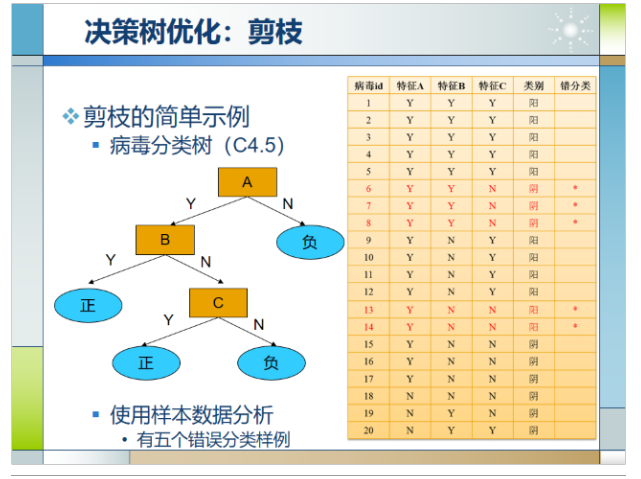 决策树优化：剪枝
剪枝的简单示例
病毒分类树（C4.5）
A
Y
N
B
负
Y
N
正
C
Y
N
正
负
使用样本数据分析
有五个错误分类样例
病毒id 特征A 特征B 特征C 类别 错分类
1 Y Y Y 阳
2 Y Y Y 阳
3 Y Y Y 阳
4 Y Y Y 阳
5 Y Y Y 阳
6 Y Y N 阴 *
7 Y Y N 阴 *
8 Y Y N 阴 *
9 Y N Y 阳
10 Y N Y 阳
11 Y N Y 阳
12 Y N Y 阳
13 Y N N 阳 *
14 Y N N 阳 *
15 Y N N 阴
16 Y N N 阴
17 Y N N 阴
18 N N N 阴
19 N Y N 阴
20 N Y Y 阴